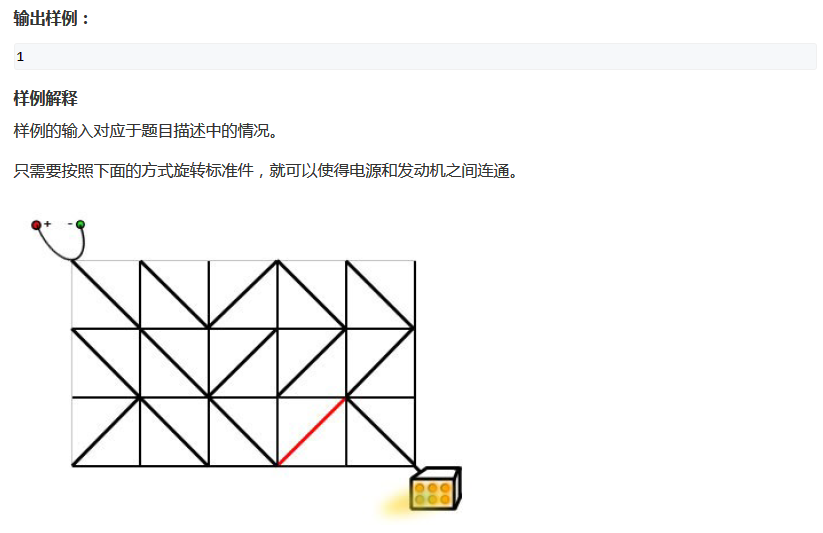 输出样例：
1
样例解释
样例的输入对应于题目描述中的情况。
只需要按照下面的方式旋转标准件，就可以使得电源和发动机之间连通。
+ -